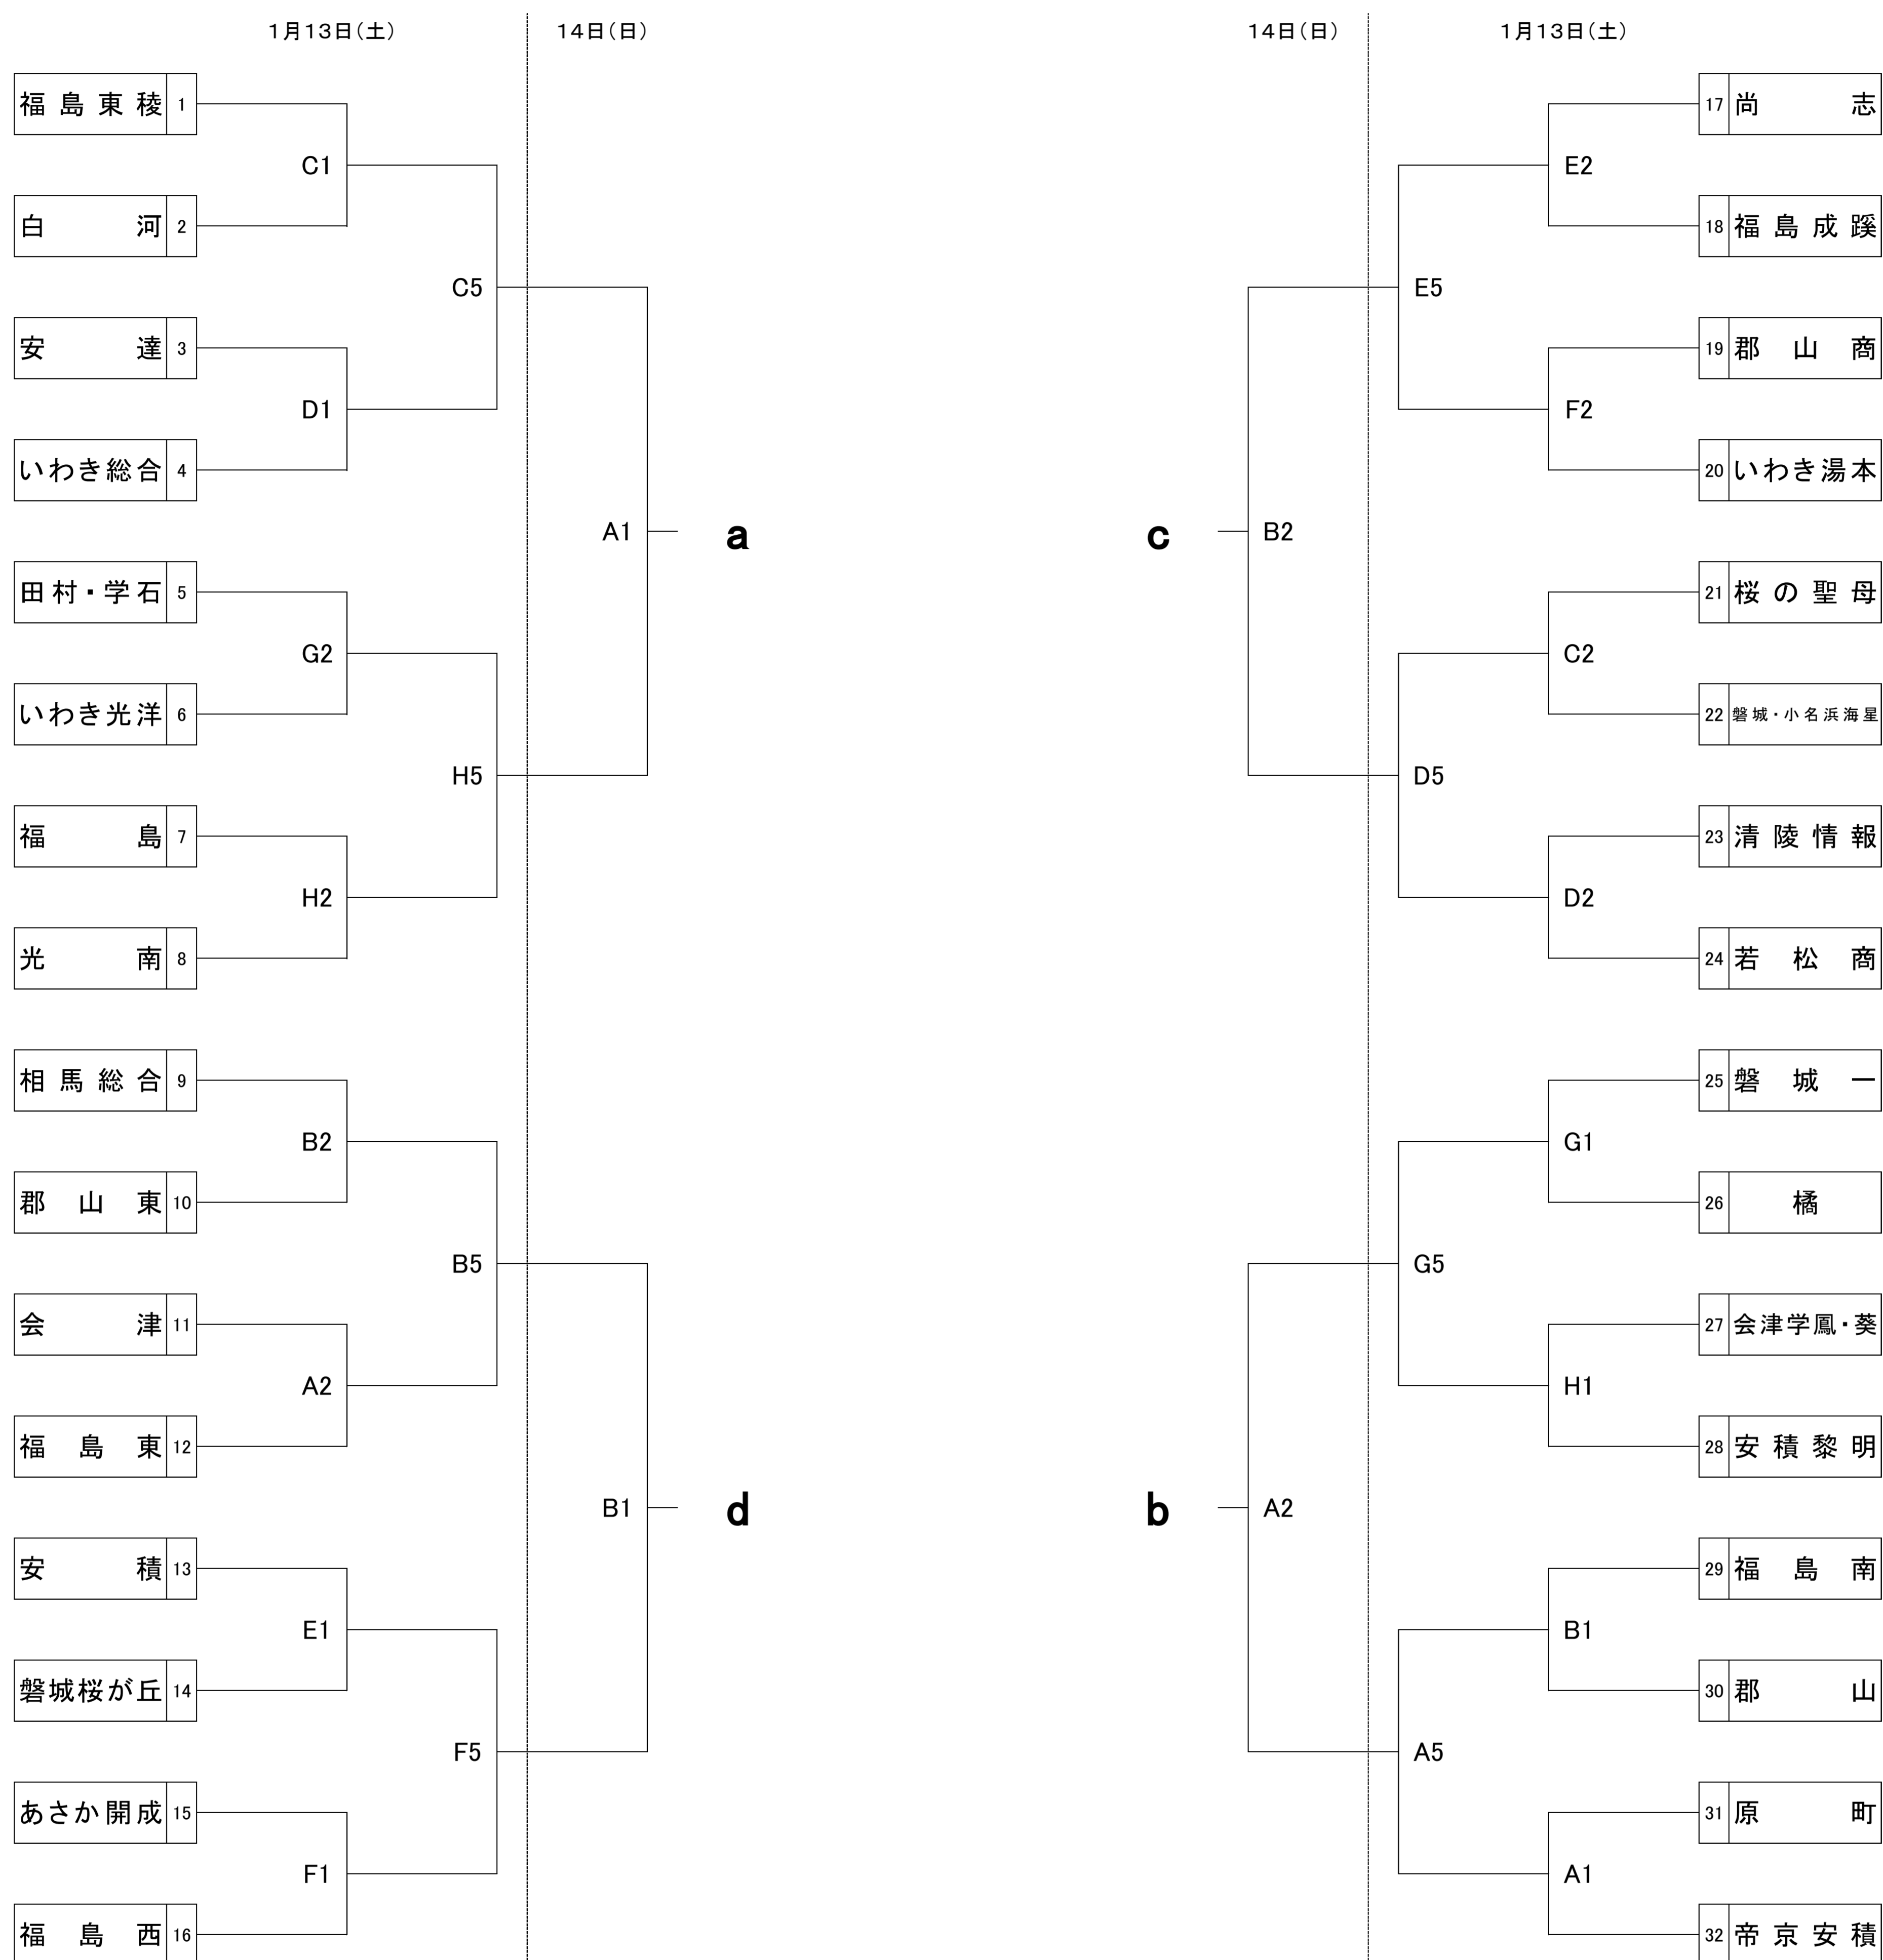 1月13日(土) 14日(日) 14日(日) 1月13日(土)
福島東稜 1 17 尚志
C1 E2
白河 2 18 福島成蹊
C5 E5
安達 3 19 郡山商
D1 F2
いわき総合 4 20 いわき湯本
A1 a c B2
田村・学石 5 21 桜の聖母
G2 C2
いわき光洋 6 22 磐城・小名浜海星
H5 D5
福島 7 23 清陵情報
H2 D2
光南 8 24 若松商
相馬総合 9 25 磐城一
B2 G1
郡山東 10 26 橘
B5 G5
会津 11 27 会津学鳳・葵
A2 H1
福島東 12 28 安積黎明
B1 d b A2
安積 13 29 福島南
E1 B1
磐城桜が丘 14 30 郡山
F5 A5
あさか開成 15 31 原町
F1 A1
福島西 16 32 帝京安積